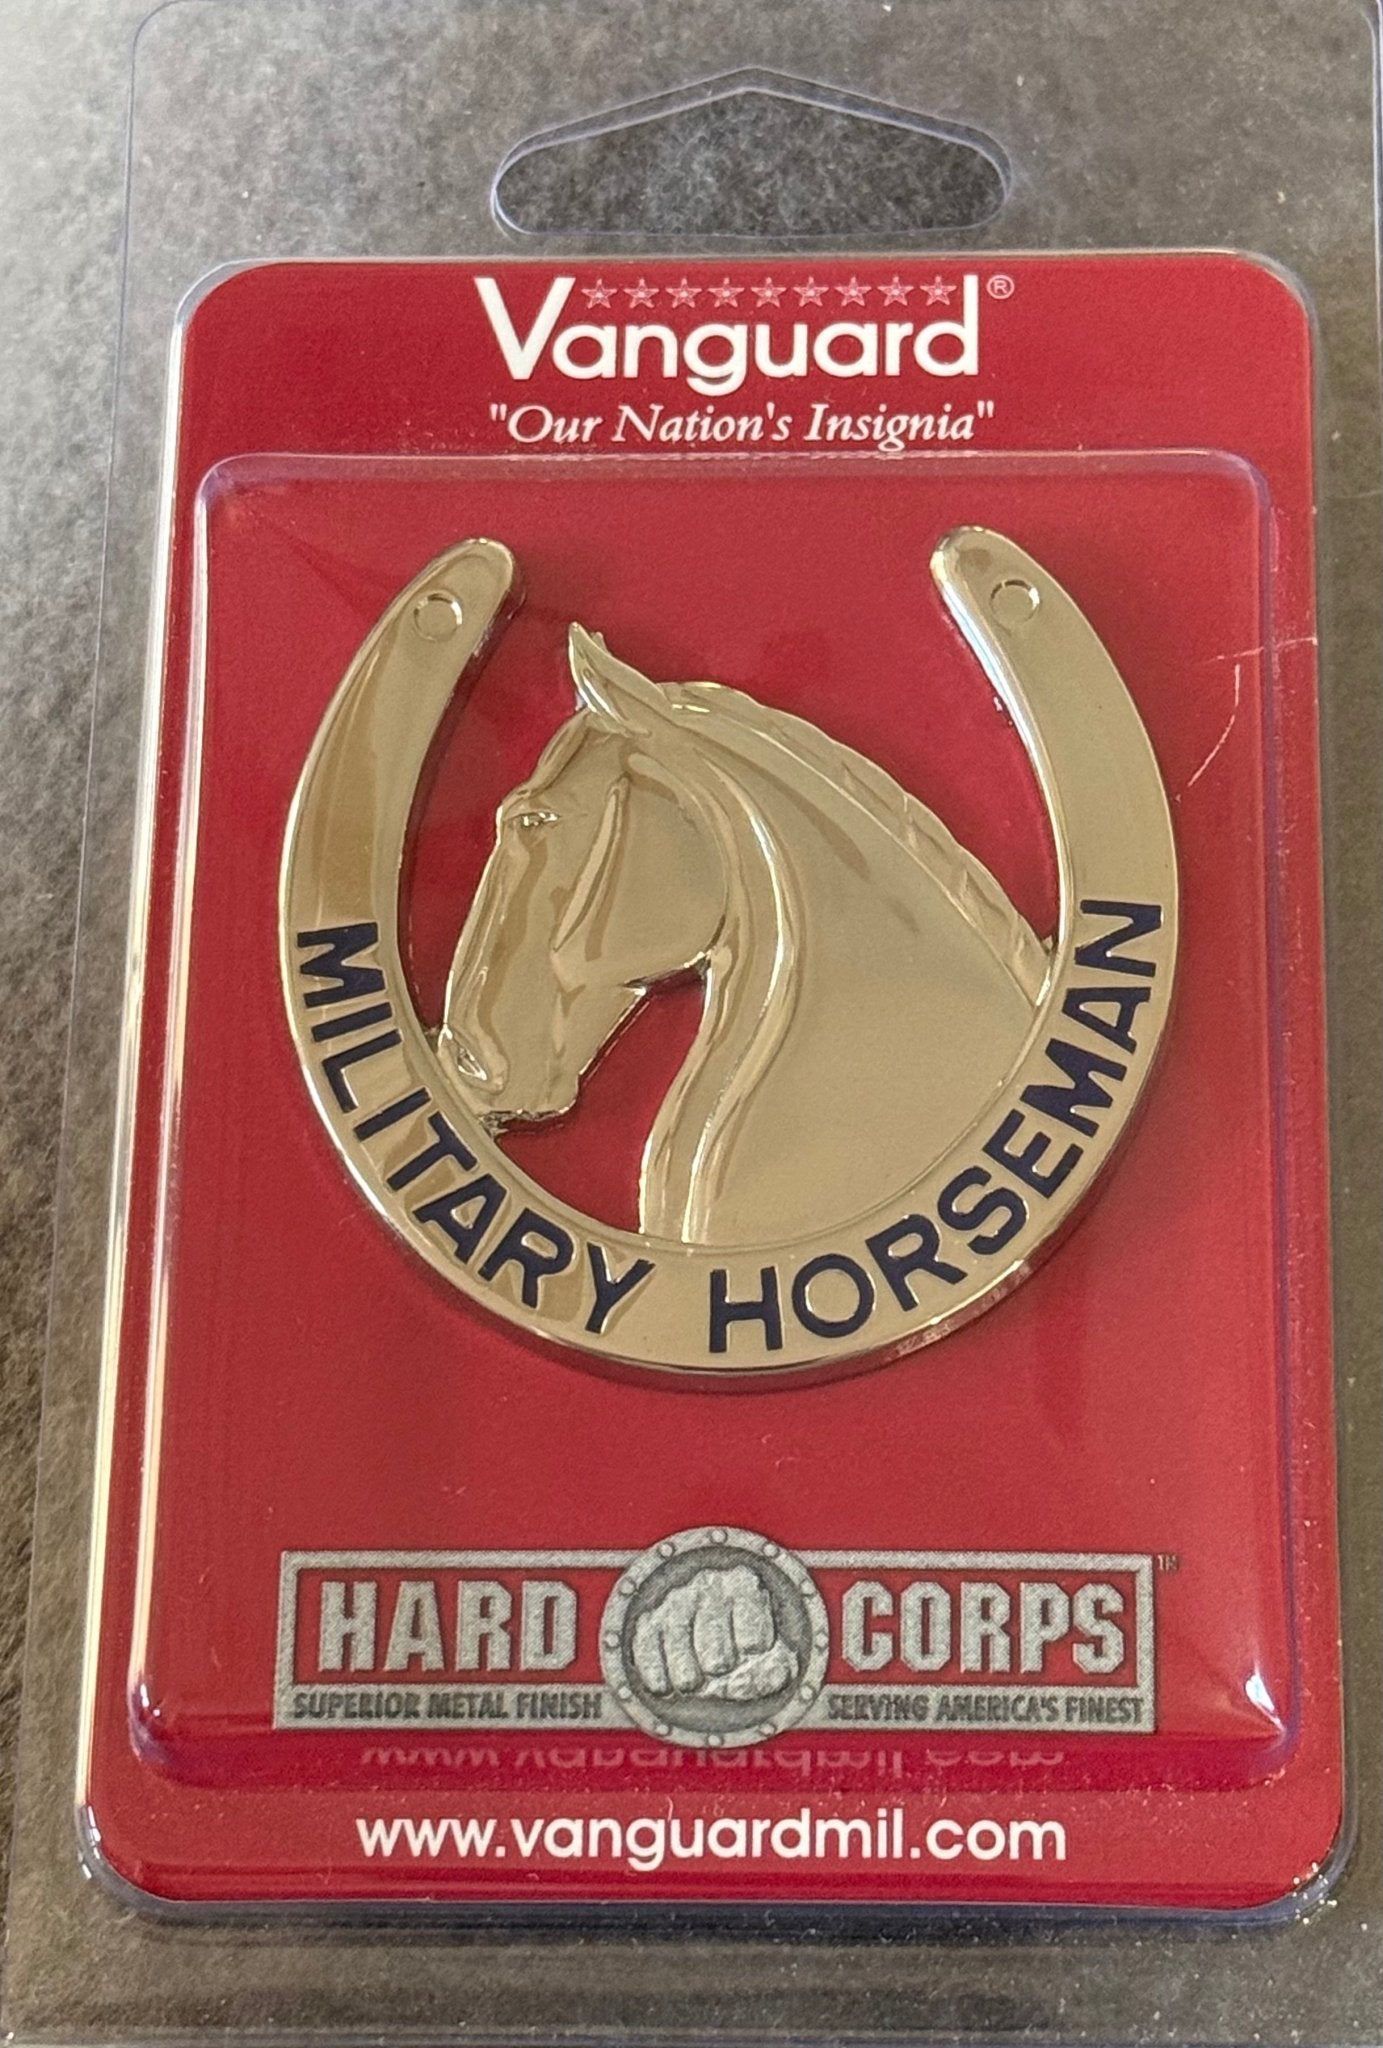 Vanguard®
"Our Nation's Insignia"
MILITARY HORSEMAN
HARD CORPS™
SUPERIOR METAL FINISH SERVING AMERICA'S FINEST
www.vanguardmil.com